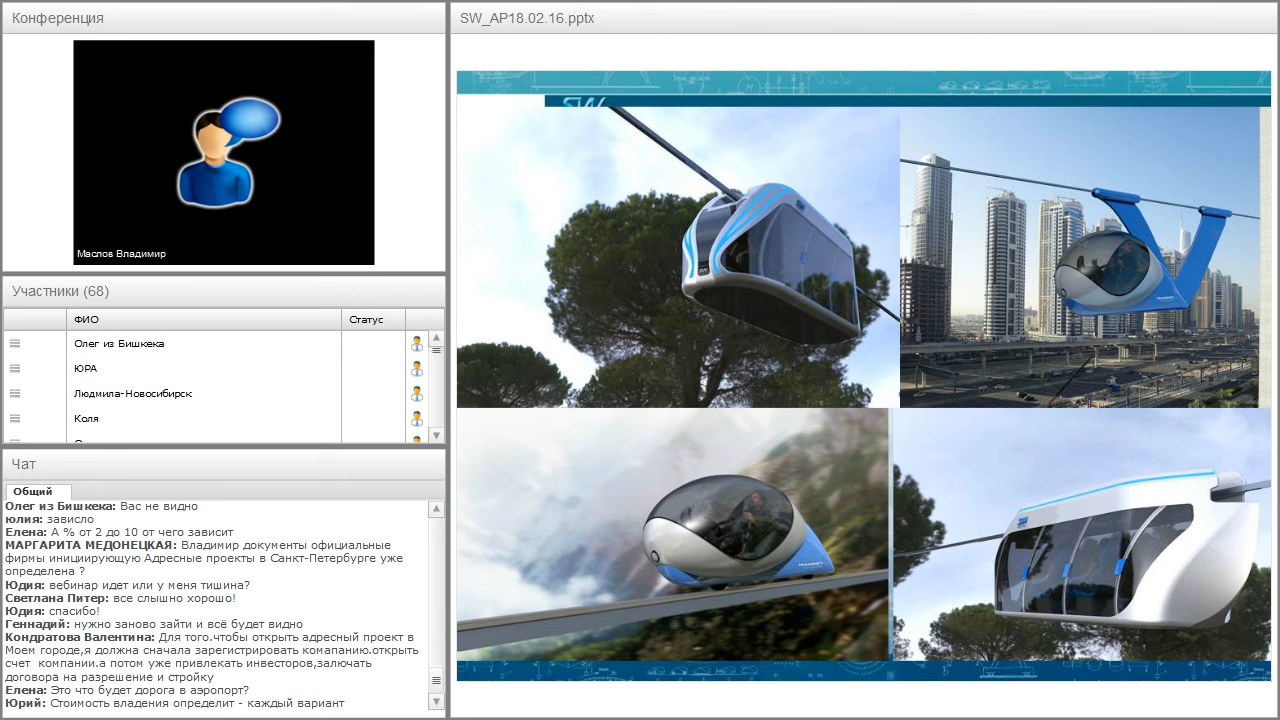 Конференция
Маслов Владимир
Участники (68)
ФИО
Статус
Олег из Бишкека
ЮРА
Людмила-Новосибирск
Коля
Чат
Общий
Олег из Бишкека: Вас не видно
юлия: зависло
Елена: А % от 2 до 10 от чего зависит
МАРГАРИТА МЕДОНЕЦКАЯ: Владимир документы официальные
фирмы инициирующую Адресные проекты в Санкт-Петербурге уже
определена ?
Юдия: вебинар идет или у меня тишина?
Светлана Питер: все слышно хорошо!
Юдия: спасибо!
Геннадий: нужно заново зайти и всё будет видно
Кондратова Валентина: Для того.чтобы открыть адресный проект в
Моем городе,я должна сначала зарегистрировать комапанию.открыть
счет компании.а потом уже привлекать инвесторов,залючать
договора на разрешение и стройку
Елена: Это что будет дорога в аэропорт?
Юрий: Стоимость владения определит - каждый вариант
SW_AP18.02.16.pptx
SW